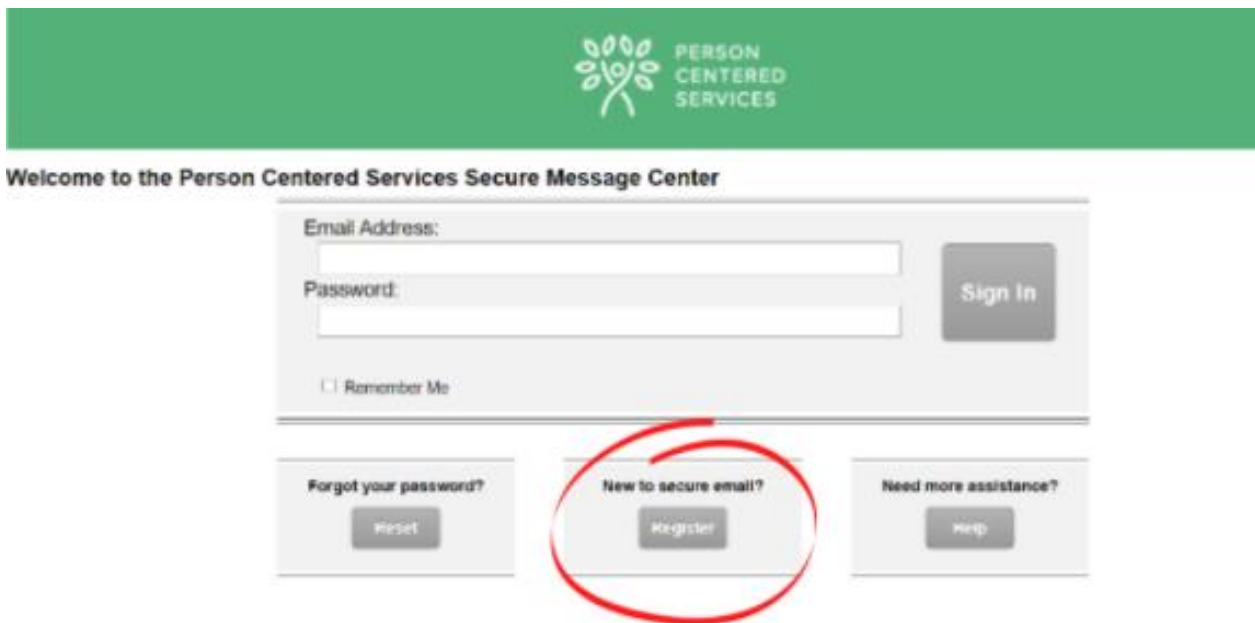 PERSON
CENTERED
SERVICES
Welcome to the Person Centered Services Secure Message Center
Email Address:
Password:
Sign In
Remember Me
Forgot your password?
Reset
New to secure email?
Register
Need more assistance?
Help